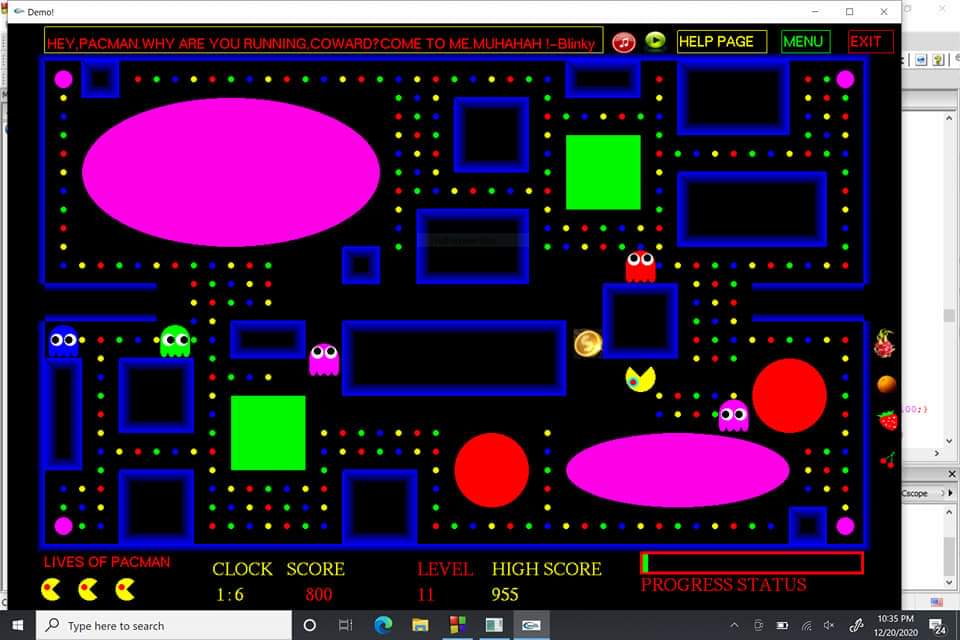 Demo!
HEY,PACMAN.WHY ARE YOU RUNNING,COWARD?COME TO ME.MUHAHAH !-Blinky
HELP PAGE
MENU
EXIT
00;)
Cscope
LIVES OF PACMAN
CLOCK SCORE LEVEL HIGH SCORE
1:6 800 11 955
PROGRESS STATUS
Type here to search
10:35 PM
12/20/2020
24